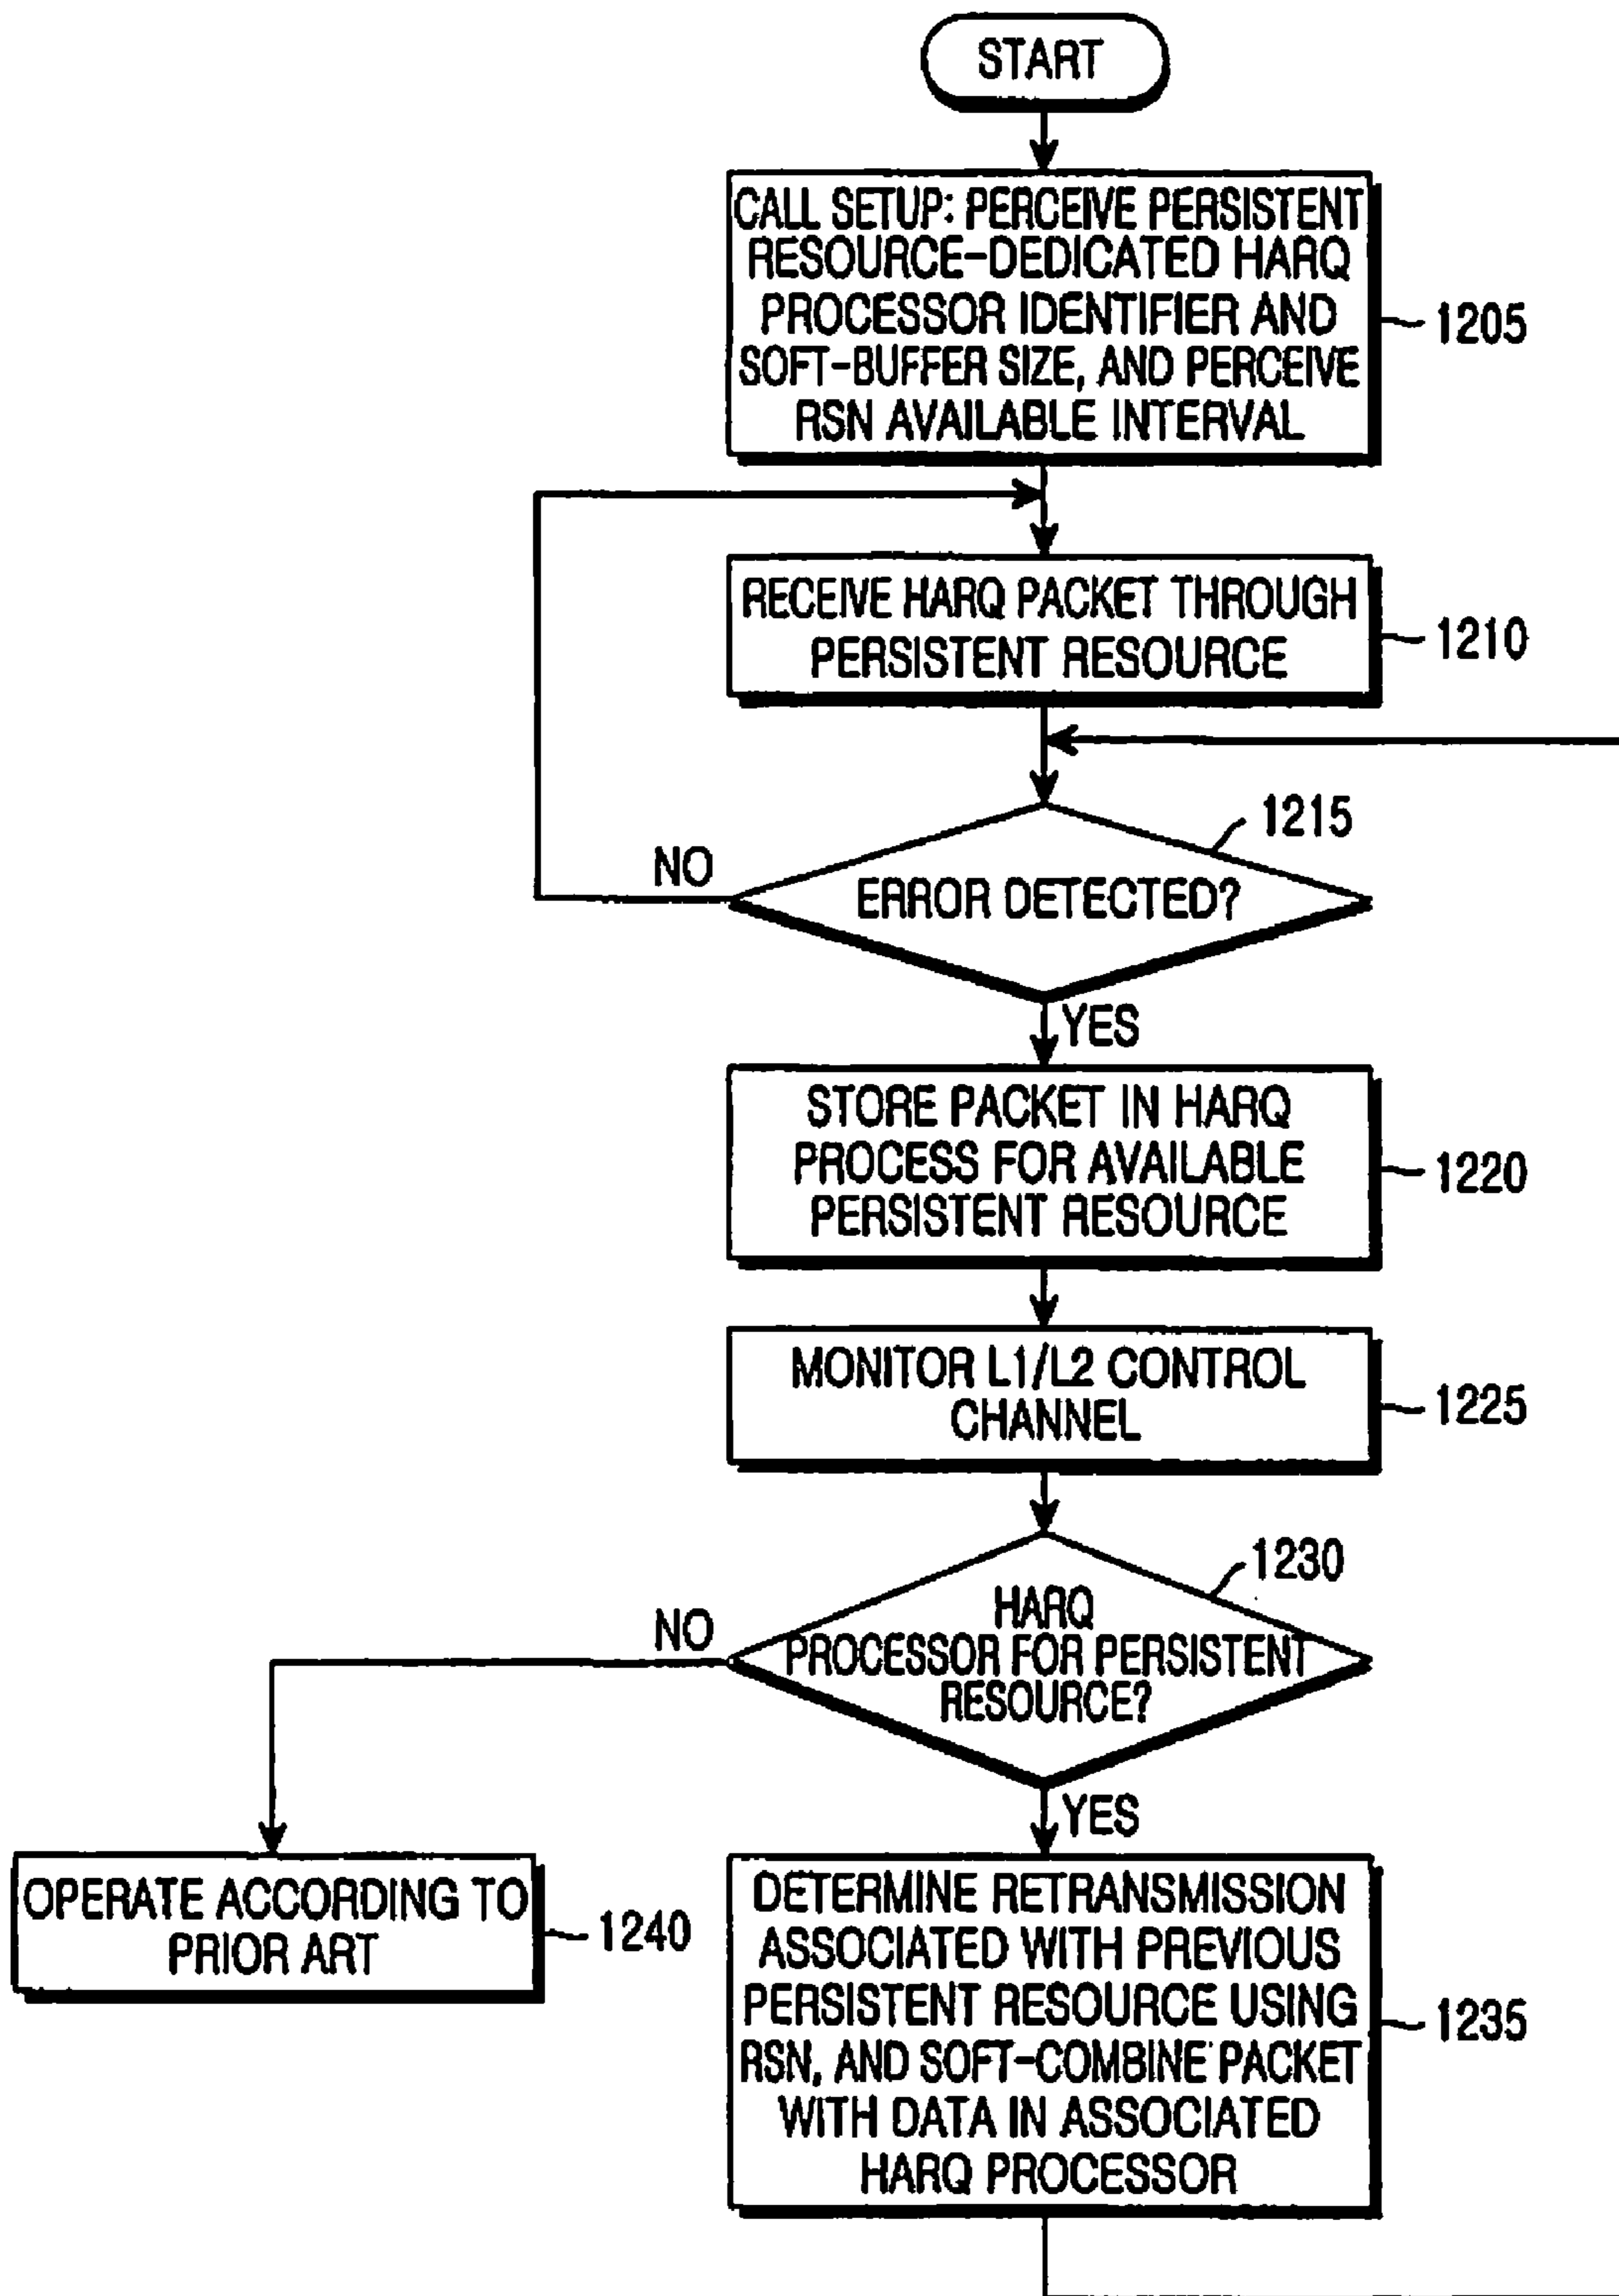 START
CALL SETUP: PERCEIVE PERSISTENT
RESOURCE-DEDICATED HARQ
PROCESSOR IDENTIFIER AND
SOFT-BUFFER SIZE, AND PERCEIVE
RSN AVAILABLE INTERVAL
1205
RECEIVE HARQ PACKET THROUGH
PERSISTENT RESOURCE
1210
1215
NO
ERROR DETECTED?
YES
STORE PACKET IN HARQ
PROCESS FOR AVAILABLE
PERSISTENT RESOURCE
1220
MONITOR L1/L2 CONTROL
CHANNEL
1225
1230
NO
HARQ
PROCESSOR FOR PERSISTENT
RESOURCE?
YES
OPERATE ACCORDING TO
PRIOR ART
1240
DETERMINE RETRANSMISSION
ASSOCIATED WITH PREVIOUS
PERSISTENT RESOURCE USING
RSN, AND SOFT-COMBINE PACKET
WITH DATA IN ASSOCIATED
HARQ PROCESSOR
1235